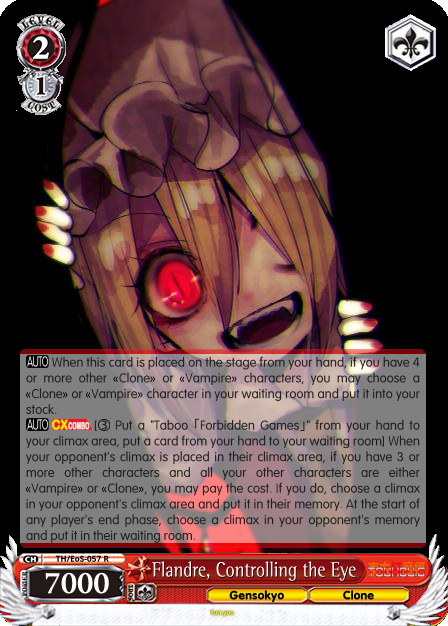 LEVEL
2
1
COST
AUTO When this card is placed on the stage from your hand, if you have 4
or more other «Clone» or «Vampire» characters, you may choose a
«Clone» or «Vampire» character in your waiting room and put it into your
stock.
AUTO CXCOMBO [③ Put a "Taboo「Forbidden Games」" from your hand to
your climax area, put a card from your hand to your waiting room] When
your opponent's climax is placed in their climax area, if you have 3 or
more other characters and all your other characters are either
«Vampire» or «Clone», you may pay the cost. If you do, choose a climax
in your opponent's climax area and put it in their memory. At the start of
any player's end phase, choose a climax in your opponent's memory
and put it in their waiting room.
CH TH/EoS-057 R
POWER 7000 SOUL
Flandre, Controlling the Eye
Gensokyo Clone